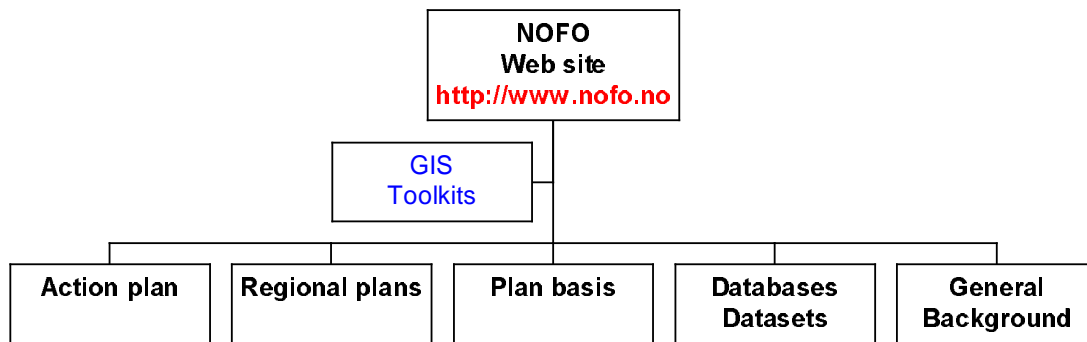 NOFO
Web site
http://www.nofo.no
GIS
Toolkits
Action plan
Regional plans
Plan basis
Databases
Datasets
General
Background